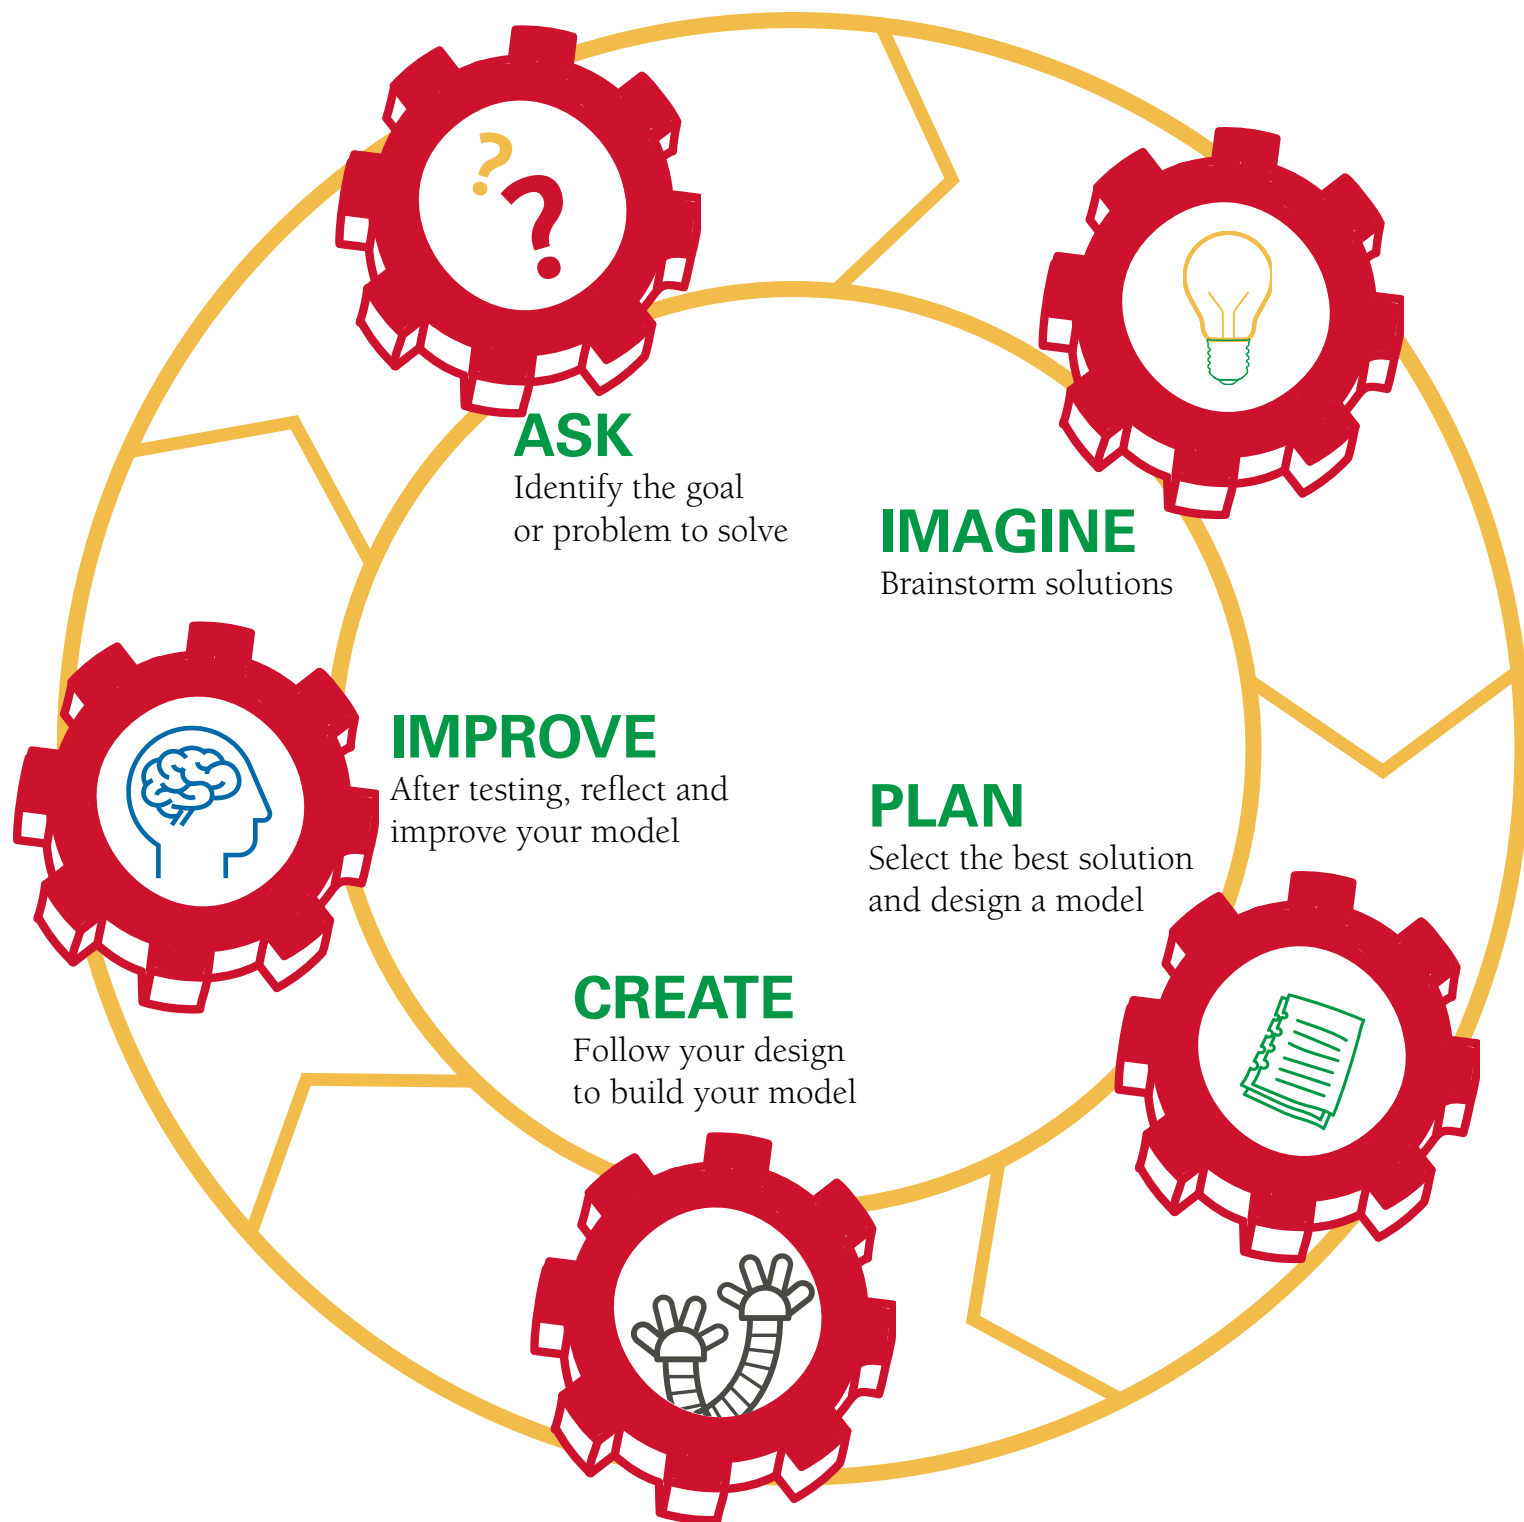 ? ?
ASK
Identify the goal
or problem to solve
IMAGINE
Brainstorm solutions
PLAN
Select the best solution
and design a model
CREATE
Follow your design
to build your model
IMPROVE
After testing, reflect and
improve your model